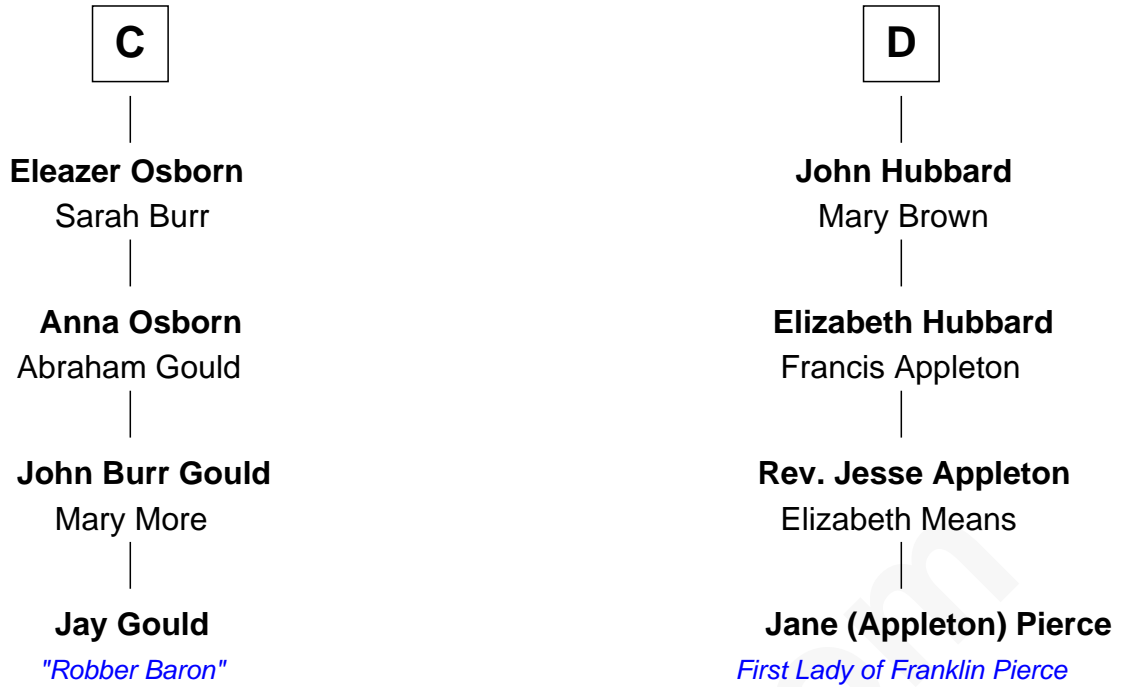 C
Eleazer Osborn
Sarah Burr
Anna Osborn
Abraham Gould
John Burr Gould
Mary More
Jay Gould
"Robber Baron"
D
John Hubbard
Mary Brown
Elizabeth Hubbard
Francis Appleton
Rev. Jesse Appleton
Elizabeth Means
Jane (Appleton) Pierce
First Lady of Franklin Pierce